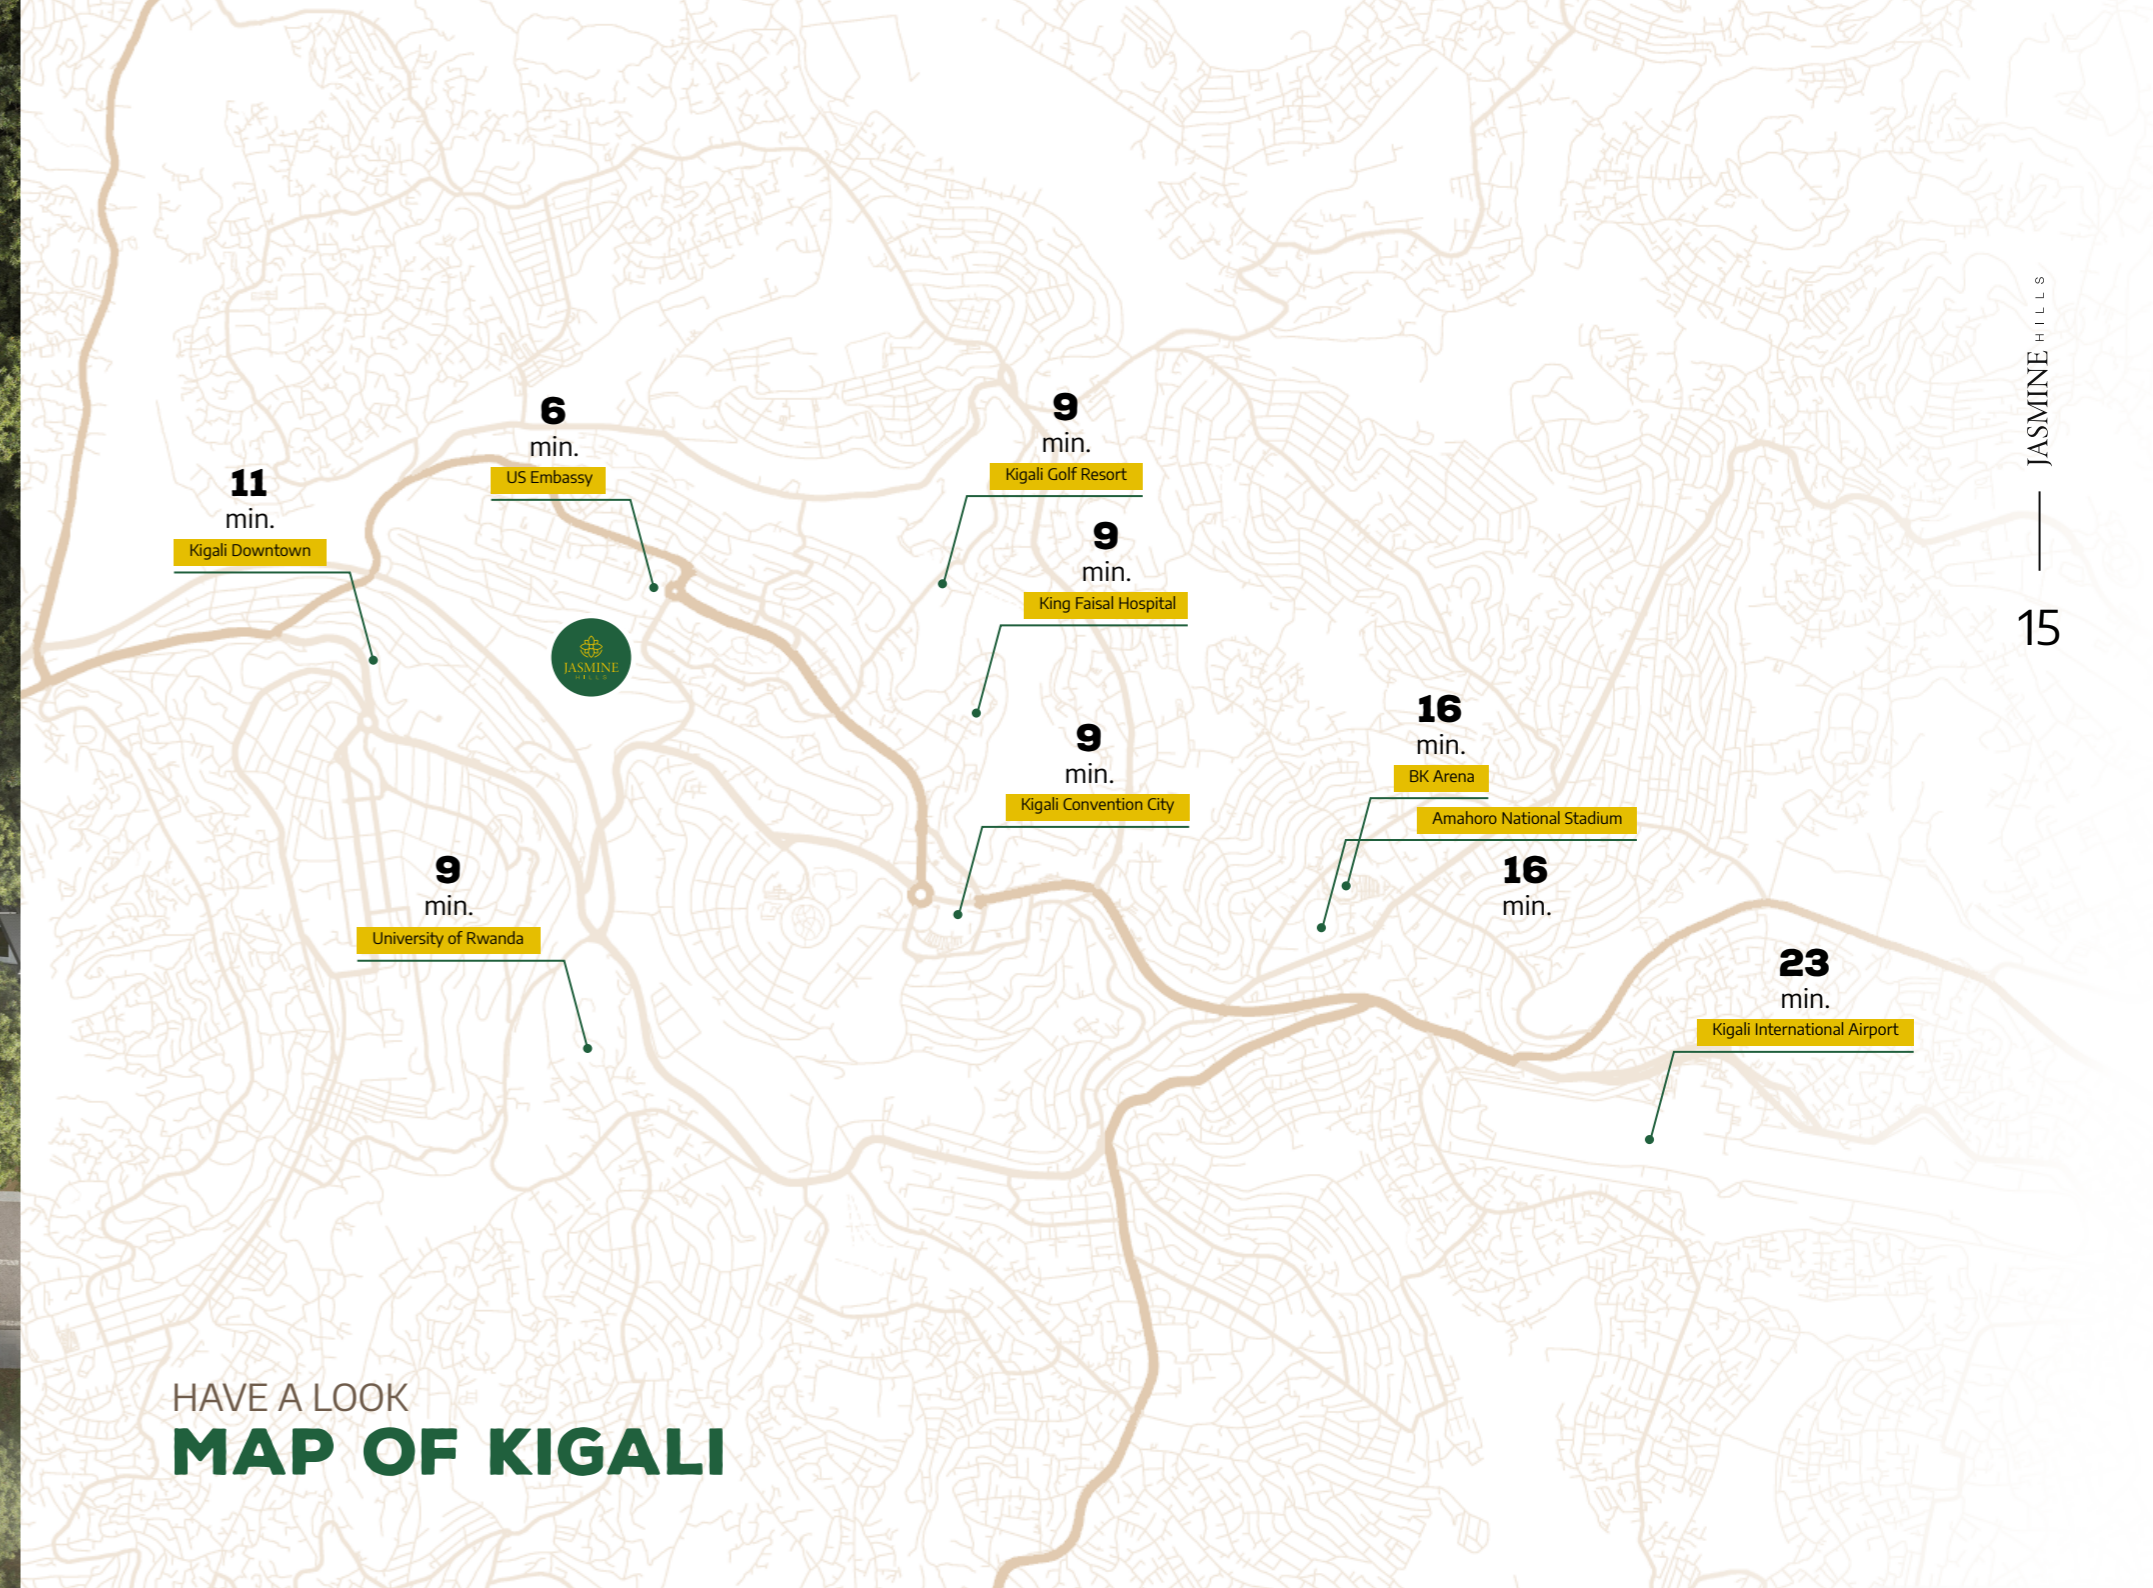 6
min.
US Embassy
9
min.
Kigali Golf Resort
11
min.
Kigali Downtown
9
min.
King Faisal Hospital
JASMINE
HILLS
9
min.
Kigali Convention City
16
min.
BK Arena
Amahoro National Stadium
16
min.
9
min.
University of Rwanda
23
min.
Kigali International Airport
JASMINE HILLS
15
HAVE A LOOK
MAP OF KIGALI